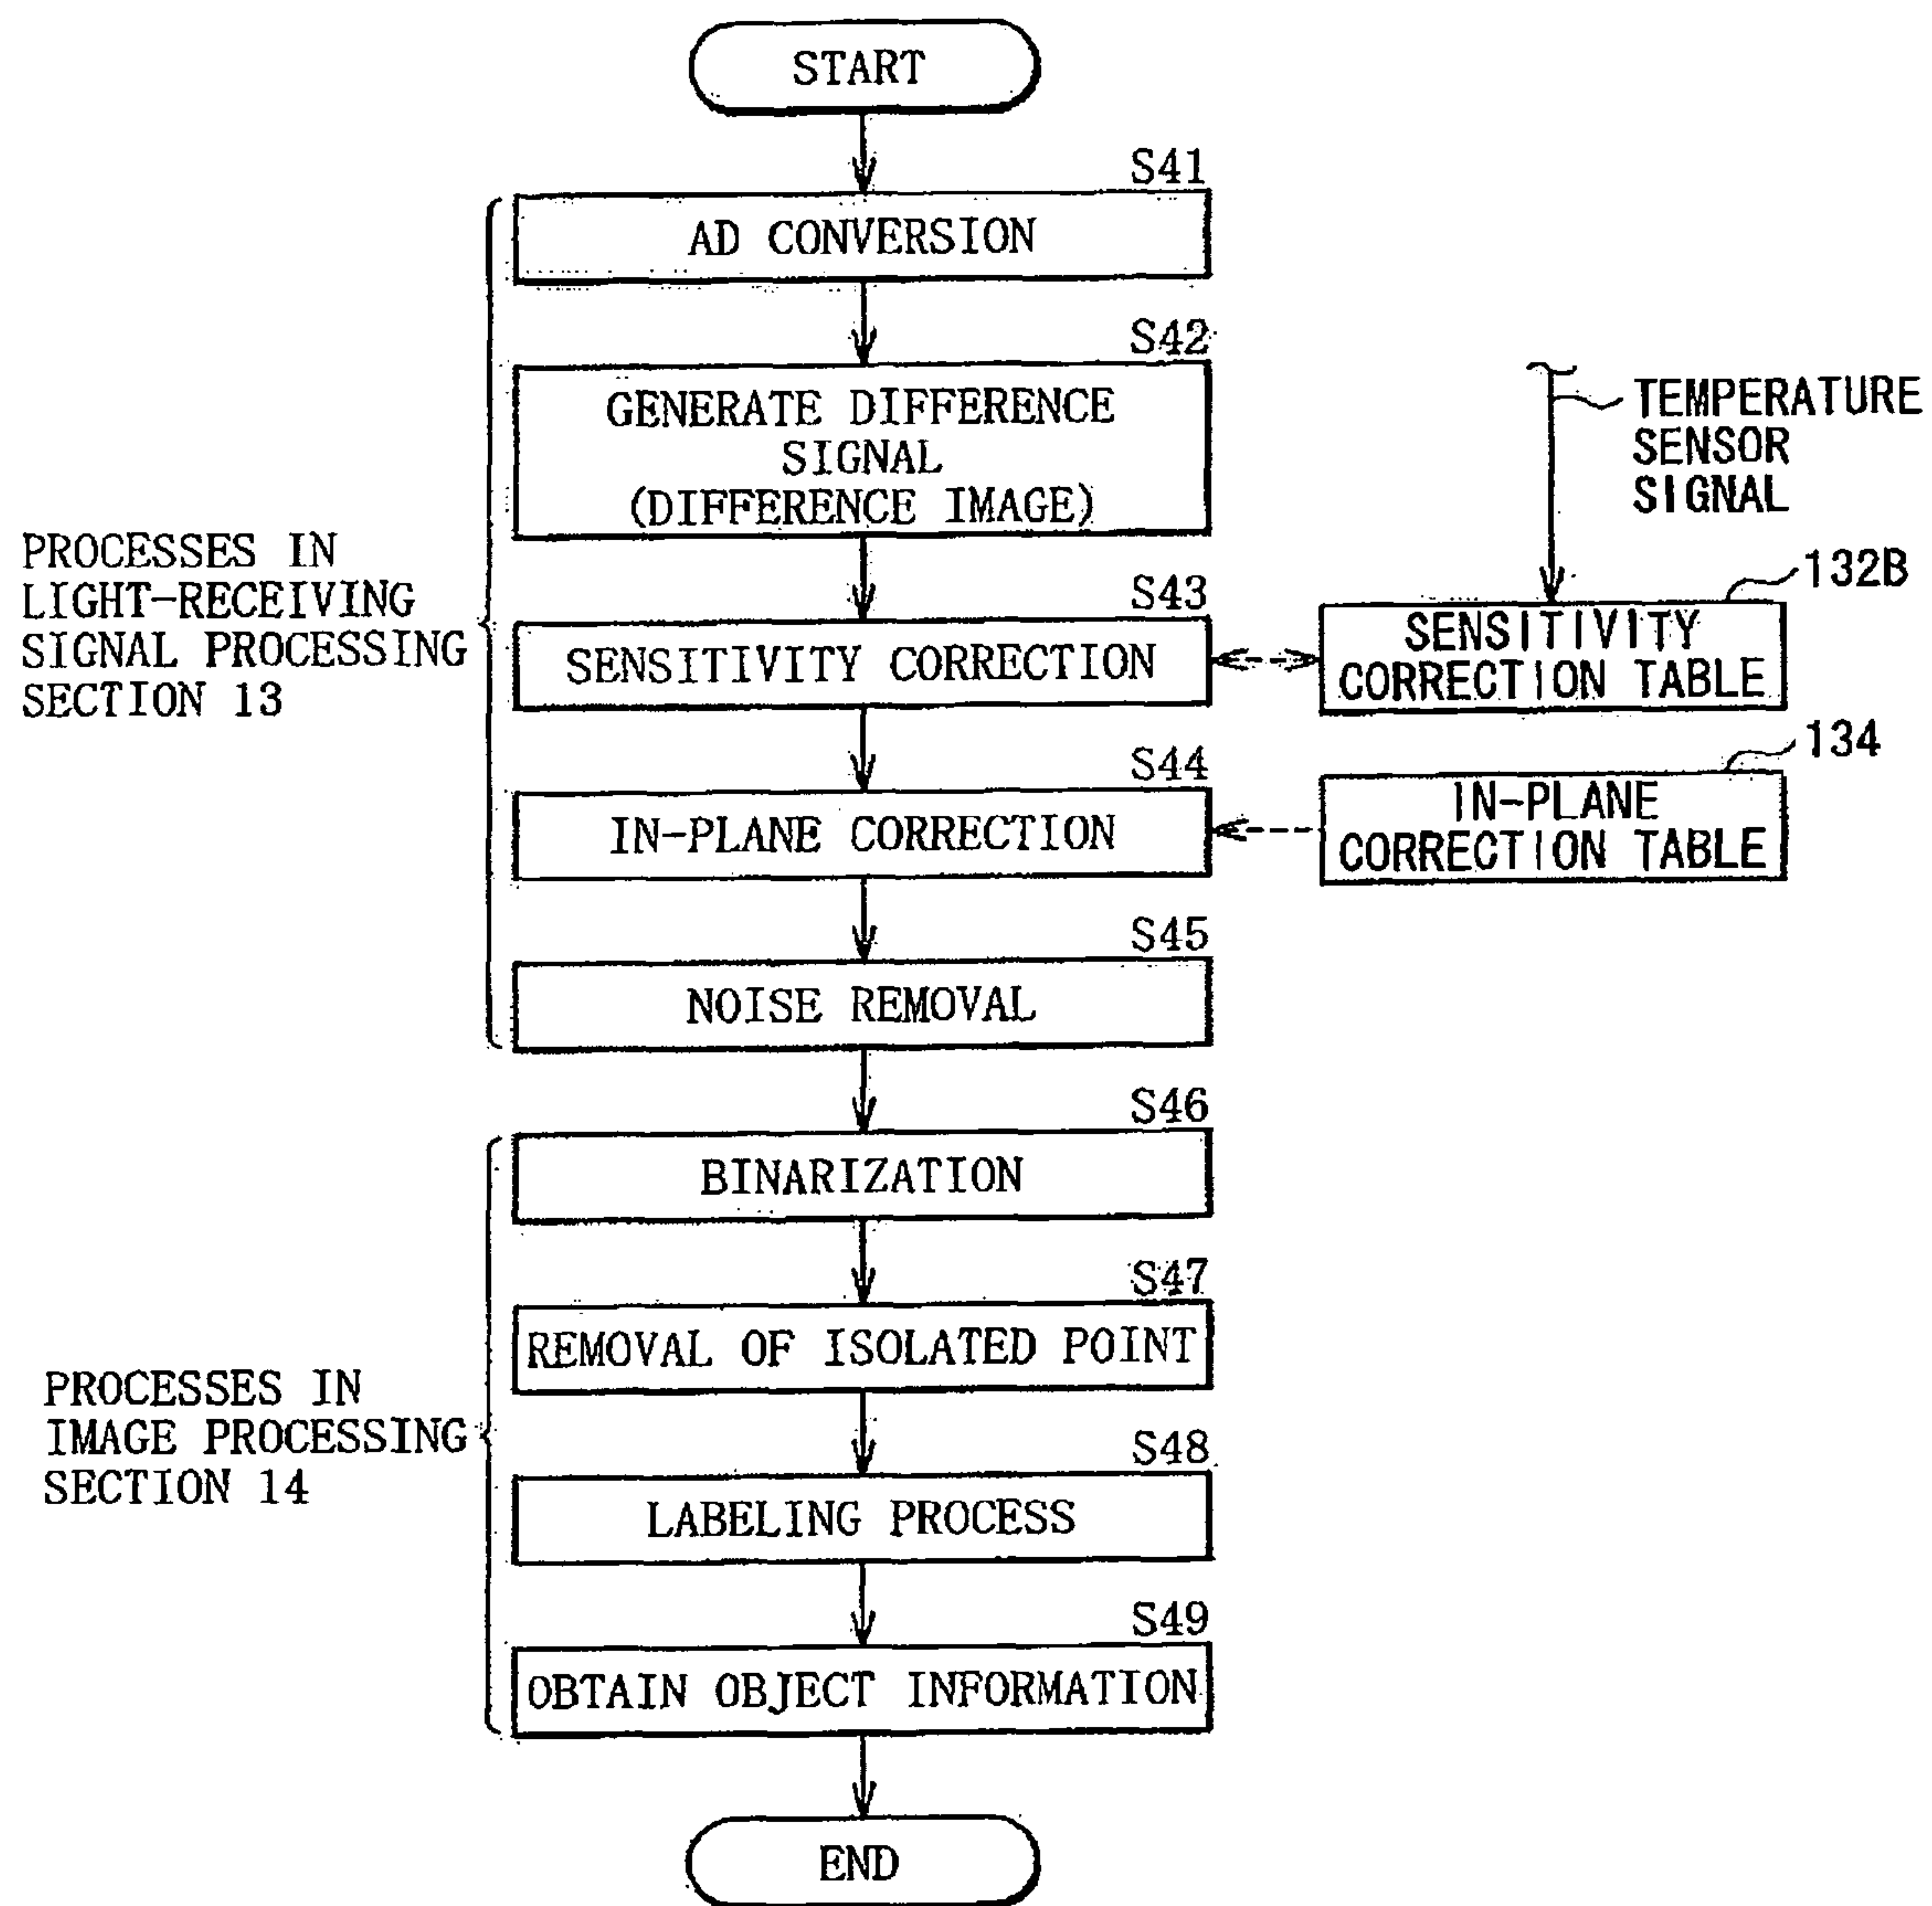 START
S41
AD CONVERSION
S42
GENERATE DIFFERENCE
SIGNAL
(DIFFERENCE IMAGE)
TEMPERATURE
SENSOR
SIGNAL
PROCESSES IN
LIGHT-RECEIVING
SIGNAL PROCESSING
SECTION 13
S43
SENSITIVITY CORRECTION
132B
SENSITIVITY
CORRECTION TABLE
S44
IN-PLANE CORRECTION
134
IN-PLANE
CORRECTION TABLE
S45
NOISE REMOVAL
S46
BINARIZATION
S47
REMOVAL OF ISOLATED POINT
PROCESSES IN
IMAGE PROCESSING
SECTION 14
S48
LABELING PROCESS
S49
OBTAIN OBJECT INFORMATION
END